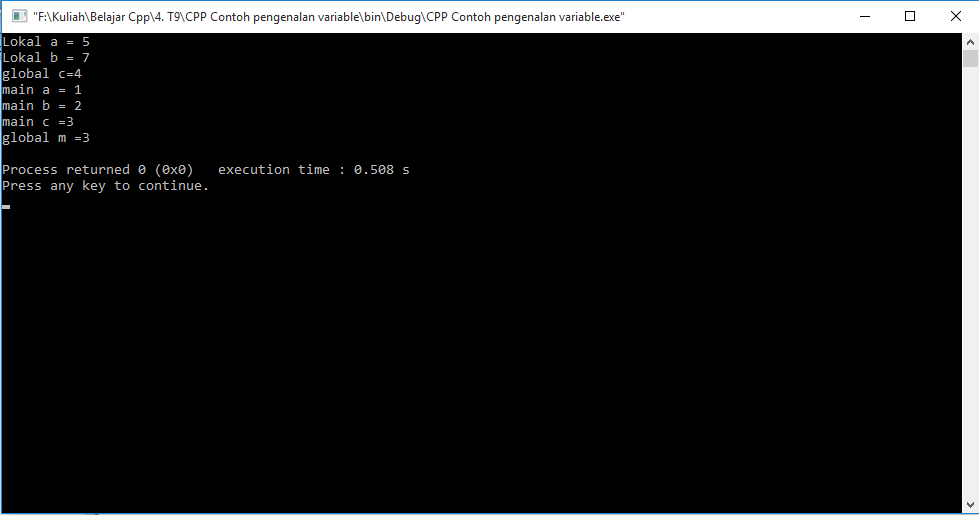 "F:\Kuliah\Belajar Cpp\4. T9\CPP Contoh pengenalan variable\bin\Debug\CPP Contoh pengenalan variable.exe"
Lokal a = 5
Lokal b = 7
global c=4
main a = 1
main b = 2
main c =3
global m =3
Process returned 0 (0x0)   execution time : 0.508 s
Press any key to continue.